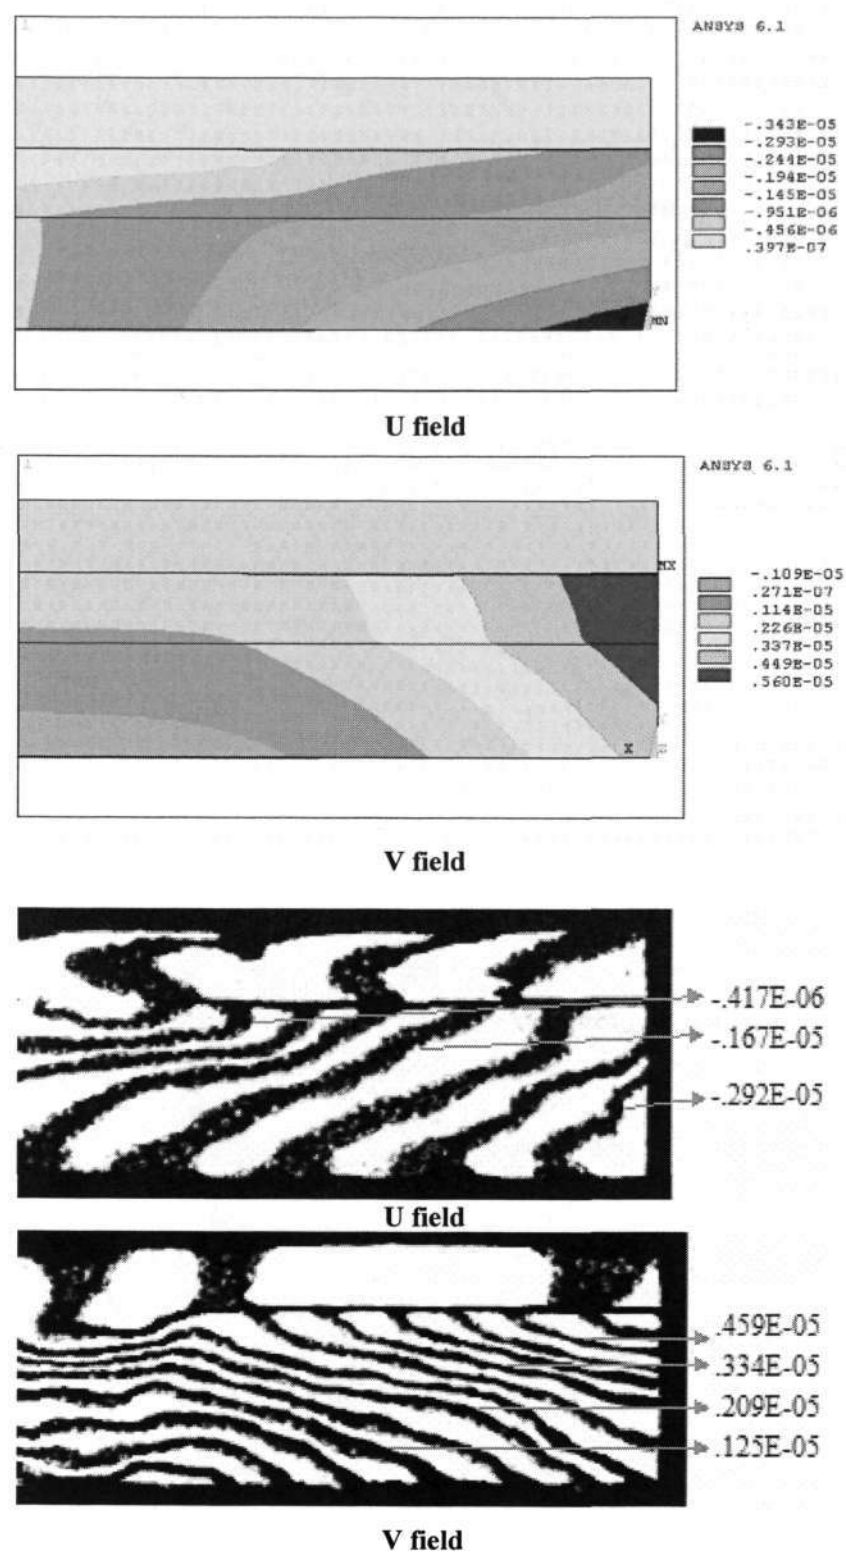 1
ANSYS 6.1
-.343E-05
-.293E-05
-.244E-05
-.194E-05
-.145E-05
-.951E-06
-.456E-06
.397E-07
MN
U field
1
ANSYS 6.1
MX
-.109E-05
.271E-07
.114E-05
.226E-05
.337E-05
.449E-05
.560E-05
X
V field
-.417E-06
-.167E-05
-.292E-05
U field
.459E-05
.334E-05
.209E-05
.125E-05
V field